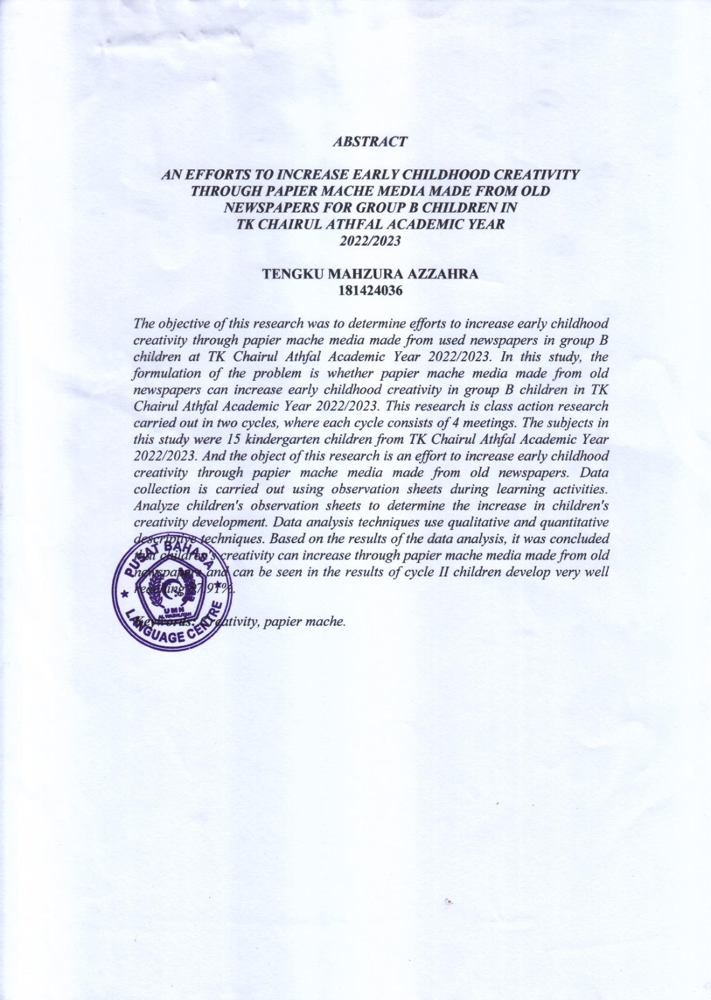 ABSTRACT
AN EFFORTS TO INCREASE EARLY CHILDHOOD CREATIVITY
THROUGH PAPIER MACHE MEDIA MADE FROM OLD
NEWSPAPERS FOR GROUP B CHILDREN IN
TK CHAIRUL ATHFAL ACADEMIC YEAR
2022/2023
TENGKU MAHZURA AZZAHRA
181424036
The objective of this research was to determine efforts to increase early childhood
creativity through papier mache media made from used newspapers in group B
children at TK Chairul Athfal Academic Year 2022/2023. In this study, the
formulation of the problem is whether papier mache media made from old
newspapers can increase early childhood creativity in group B children in TK
Chairul Athfal Academic Year 2022/2023. This research is class action research
carried out in two cycles, where each cycle consists of 4 meetings. The subjects in
this study were 15 kindergarten children from TK Chairul Athfal Academic Year
2022/2023. And the object of this research is an effort to increase early childhood
creativity through papier mache media made from old newspapers. Data
collection is carried out using observation sheets during learning activities.
Analyze children's observation sheets to determine the increase in children's
creativity development. Data analysis techniques use qualitative and quantitative
descriptive techniques. Based on the results of the data analysis, it was concluded
that children's creativity can increase through papier mache media made from old
newspapers and can be seen in the results of cycle II children develop very well
87.91%.
Keywords: Creativity, papier mache.
PUSAT BAHASA
UMN
AL WASHLIYAH
LANGUAGE CENTRE